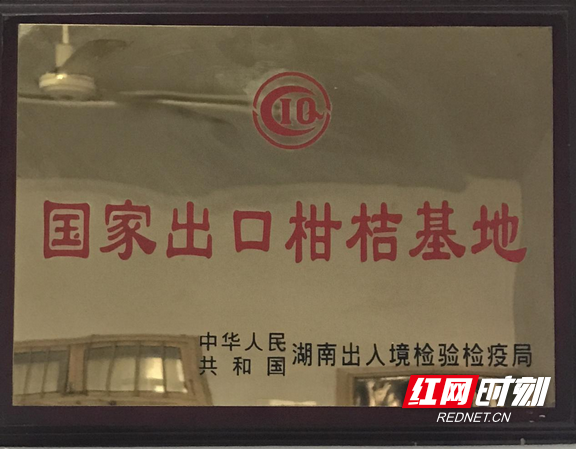 CIQ
国家出口柑桔基地
中华人民
共和国 湖南出入境检验检疫局
红网时刻
REDNET.CN